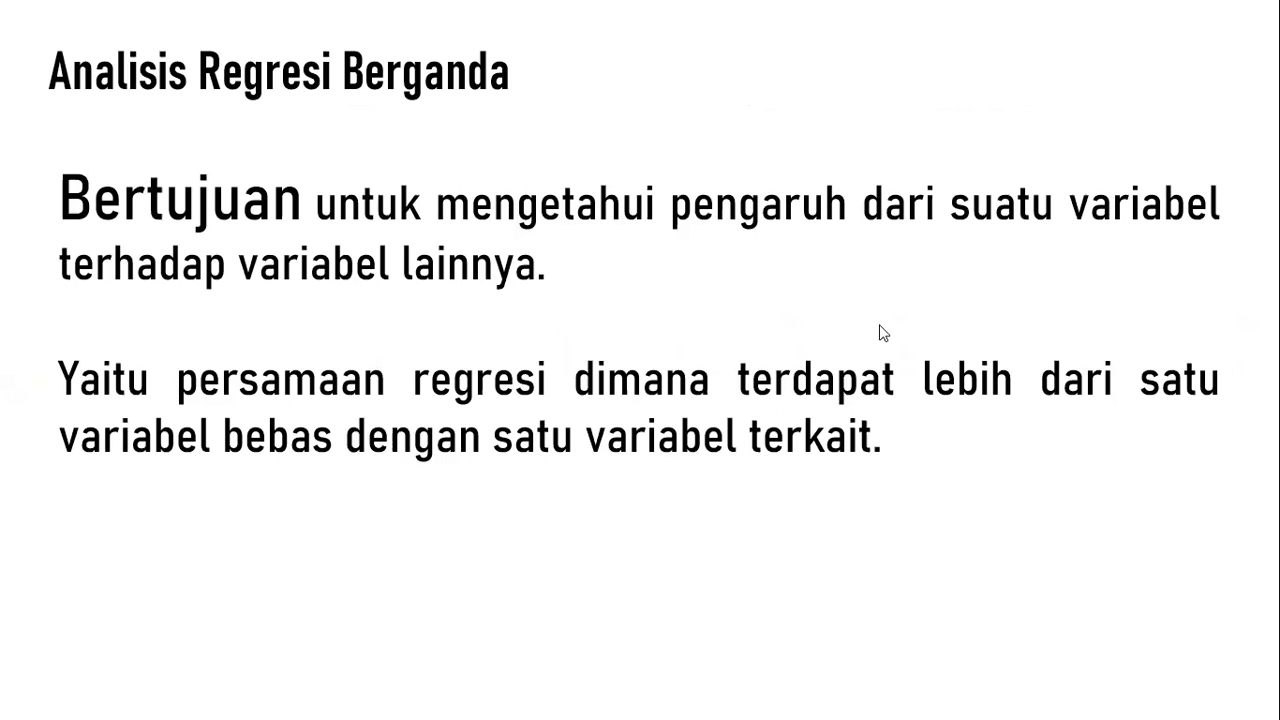 Analisis Regresi Berganda
Bertujuan untuk mengetahui pengaruh dari suatu variabel
terhadap variabel lainnya.
Yaitu persamaan regresi dimana terdapat lebih dari satu
variabel bebas dengan satu variabel terkait.